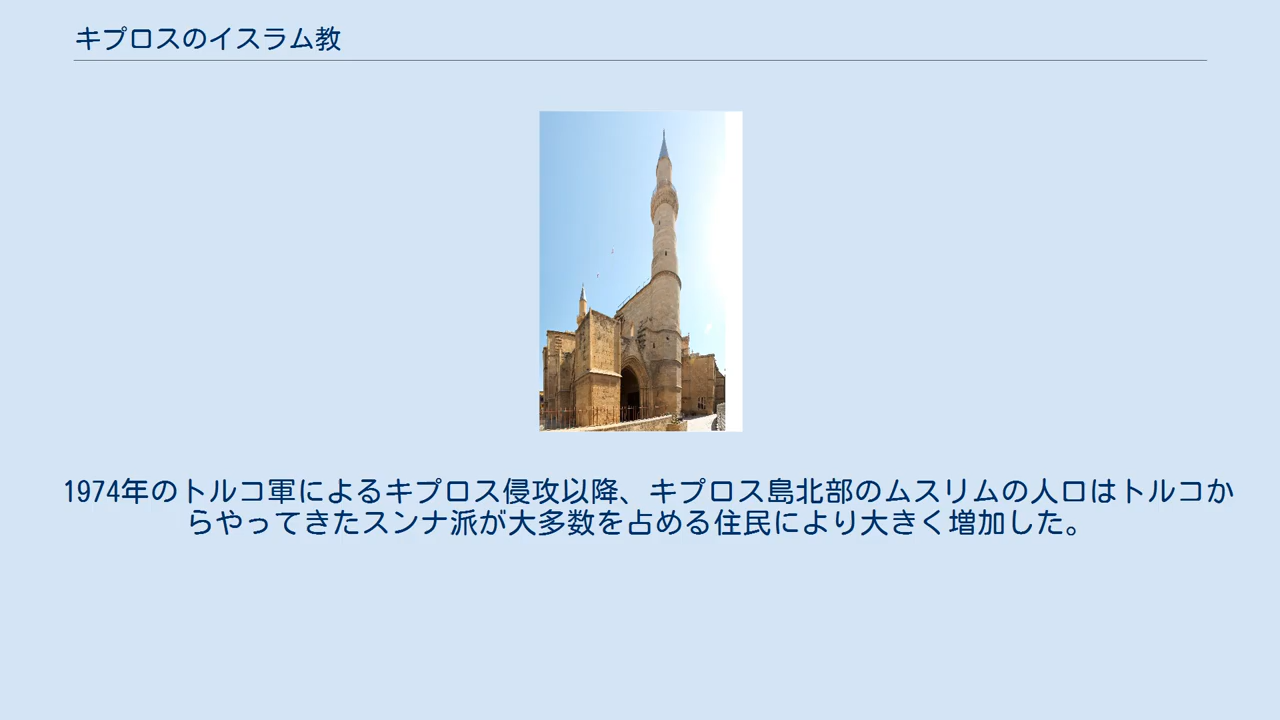 キプロスのイスラム教
1974年のトルコ軍によるキプロス侵攻以降、キプロス島北部のムスリムの人口はトルコか
らやってきたスンナ派が大多数を占める住民により大きく増加した。